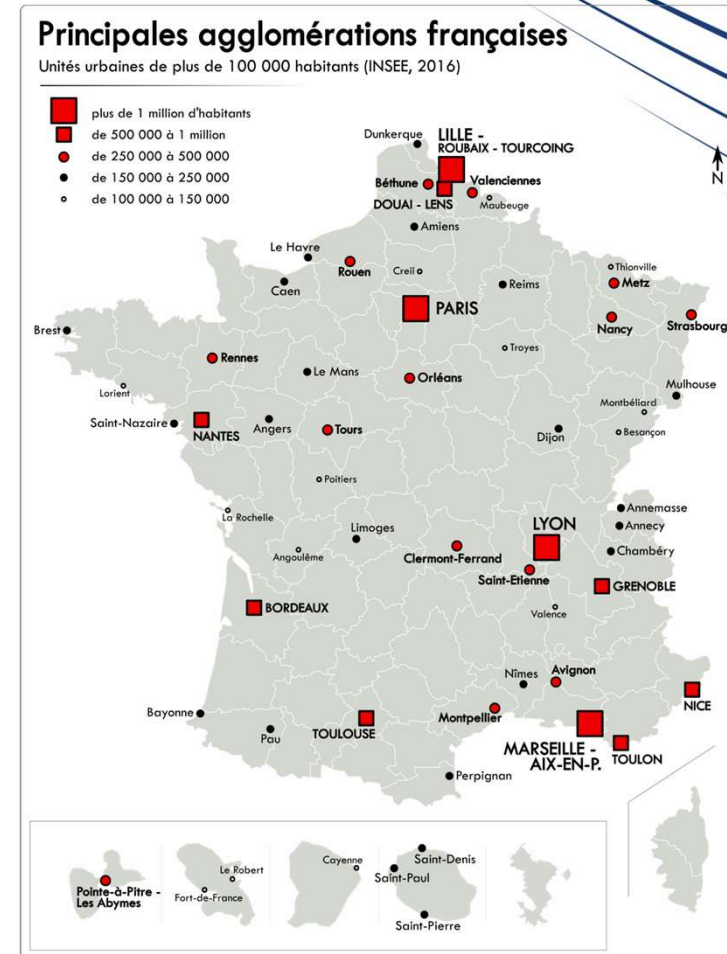 Principales agglomérations françaises
Unités urbaines de plus de 100 000 habitants (INSEE, 2016)
plus de 1 million d'habitants
de 500 000 à 1 million
de 250 000 à 500 000
de 150 000 à 250 000
de 100 000 à 150 000
N
Dunkerque
LILLE -
ROUBAIX - TOURCOING
Béthune
Valenciennes
DOUAI - LENS
Maubeuge
Amiens
Le Havre
Rouen
Creil
Thionville
Caen
Reims
Metz
PARIS
Brest
Nancy
Strasbourg
Rennes
Troyes
Le Mans
Orléans
Lorient
Mulhouse
Montbéliard
Saint-Nazaire
NANTES
Angers
Tours
Dijon
Besançon
Poitiers
La Rochelle
Annemasse
Limoges
LYON
Annecy
Angoulême
Clermont-Ferrand
Chambéry
Saint-Etienne
GRENOBLE
BORDEAUX
Valence
Nîmes
Avignon
NICE
Bayonne
TOULOUSE
Montpellier
Pau
MARSEILLE -
AIX-EN-P.
TOULON
Perpignan
Pointe-à-Pitre -
Les Abymes
Le Robert
Fort-de-France
Cayenne
Saint-Denis
Saint-Paul
Saint-Pierre